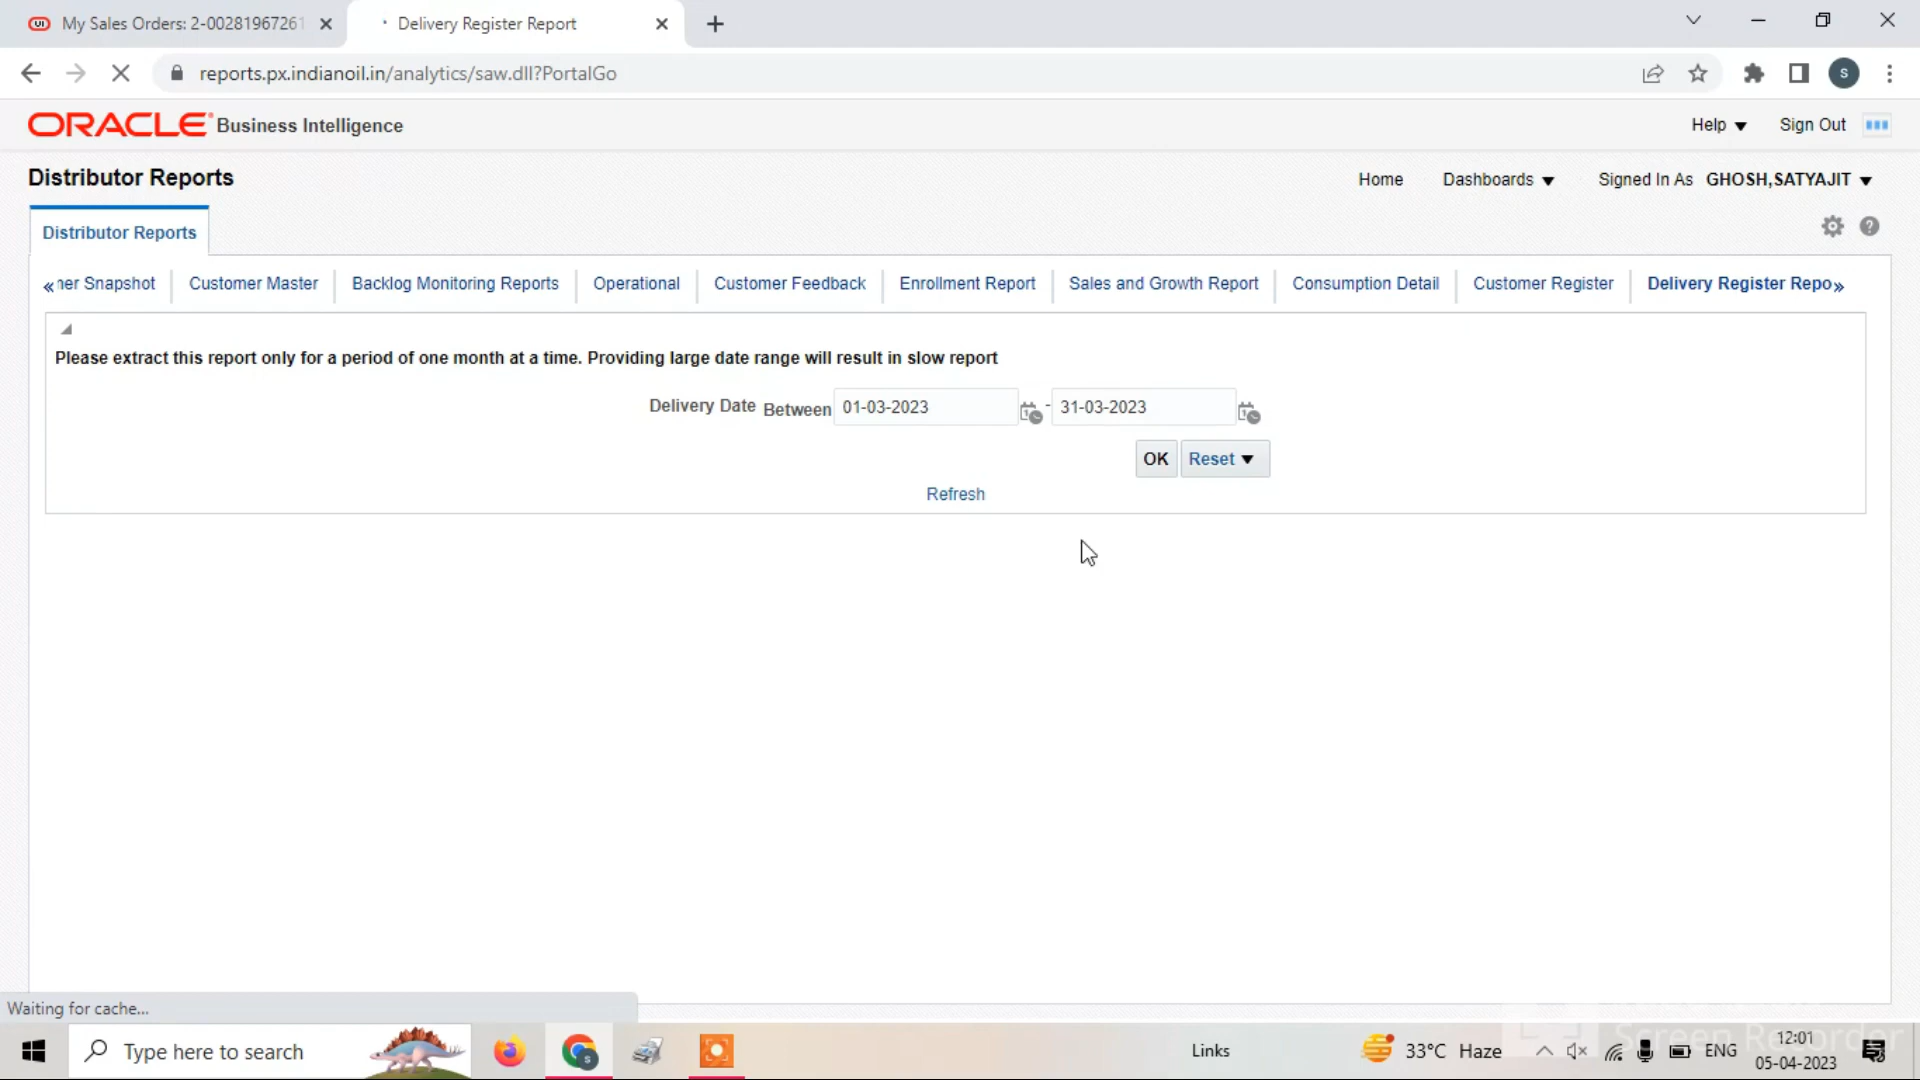 My Sales Orders: 2-00281967261
Delivery Register Report
reports.px.indianoil.in/analytics/saw.dll?PortalGo
S
ORACLE Business Intelligence
Help
Sign Out
Distributor Reports
Home
Dashboards
Signed In As GHOSH,SATYAJIT
Distributor Reports
ner Snapshot
Customer Master
Backlog Monitoring Reports
Operational
Customer Feedback
Enrollment Report
Sales and Growth Report
Consumption Detail
Customer Register
Delivery Register Repo
Please extract this report only for a period of one month at a time. Providing large date range will result in slow report
Delivery Date Between 01-03-2023 - 31-03-2023
OK Reset
Refresh
Waiting for cache...
Type here to search
Links
33°C Haze
ENG
12:01
05-04-2023
Screen Recorder